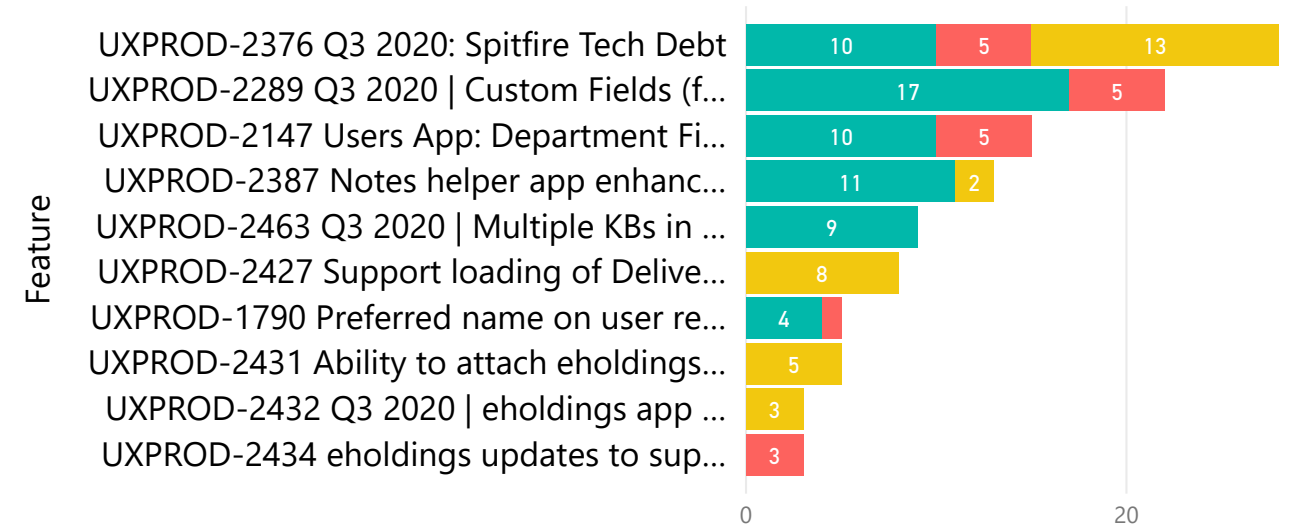 Feature
UXPROD-2376 Q3 2020: Spitfire Tech Debt 10 5 13
UXPROD-2289 Q3 2020 | Custom Fields (f... 17 5
UXPROD-2147 Users App: Department Fi... 10 5
UXPROD-2387 Notes helper app enhanc... 11 2
UXPROD-2463 Q3 2020 | Multiple KBs in ... 9
UXPROD-2427 Support loading of Delive... 8
UXPROD-1790 Preferred name on user re... 4
UXPROD-2431 Ability to attach eholdings... 5
UXPROD-2432 Q3 2020 | eholdings app ... 3
UXPROD-2434 eholdings updates to sup... 3
0 20